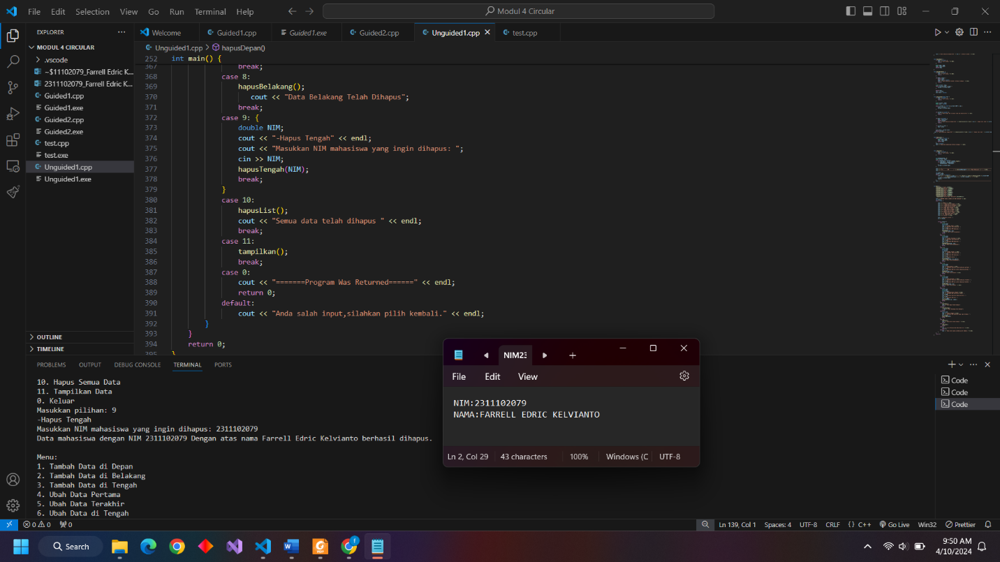 File Edit Selection View Go Run Terminal Help
Modul 4 Circular
EXPLORER
Welcome
Guided1.cpp
Guided1.exe
Guided2.cpp
Unguided1.cpp
test.cpp
MODUL 4 CIRCULAR
.vscode
~$11102079_Farrell Edric K...
2311102079_Farrell Edric K...
Guided1.cpp
Guided1.exe
Guided2.cpp
Guided2.exe
test.cpp
test.exe
Unguided1.cpp
Unguided1.exe
OUTLINE
TIMELINE
Unguided1.cpp > hapusDepan()
252 int main() {
367 break;
368 case 8:
369 hapusBelakang();
370 cout << "Data Belakang Telah Dihapus";
371 break;
372 case 9: {
373 double NIM;
374 cout << "-Hapus Tengah" << endl;
375 cout << "Masukkan NIM mahasiswa yang ingin dihapus: ";
376 cin >> NIM;
377 hapusTengah(NIM);
378 break;
379 }
380 case 10:
381 hapusList();
382 cout << "Semua data telah dihapus " << endl;
383 break;
384 case 11:
385 tampilkan();
386 break;
387 case 0:
388 cout << "=======Program Was Returned======" << endl;
389 return 0;
390 default:
391 cout << "Anda salah input,silahkan pilih kembali." << endl;
392 }
393 }
394 return 0;
395 }
PROBLEMS OUTPUT DEBUG CONSOLE TERMINAL PORTS
10. Hapus Semua Data
11. Tampilkan Data
0. Keluar
Masukkan pilihan: 9
-Hapus Tengah
Masukkan NIM mahasiswa yang ingin dihapus: 2311102079
Data mahasiswa dengan NIM 2311102079 Dengan atas nama Farrell Edric Kelvianto berhasil dihapus.
Menu:
1. Tambah Data di Depan
2. Tambah Data di Belakang
3. Tambah Data di Tengah
4. Ubah Data Pertama
5. Ubah Data Terakhir
6. Ubah Data di Tengah
Code
Code
Code
NIM23
File Edit View
NIM:2311102079
NAMA:FARRELL EDRIC KELVIANTO
Ln 2, Col 29 43 characters 100% Windows (C UTF-8
0 0 0 Ln 139, Col 1 Spaces: 4 UTF-8 CRLF {} C++ Go Live Win32 Prettier
Search
9:50 AM
4/10/2024